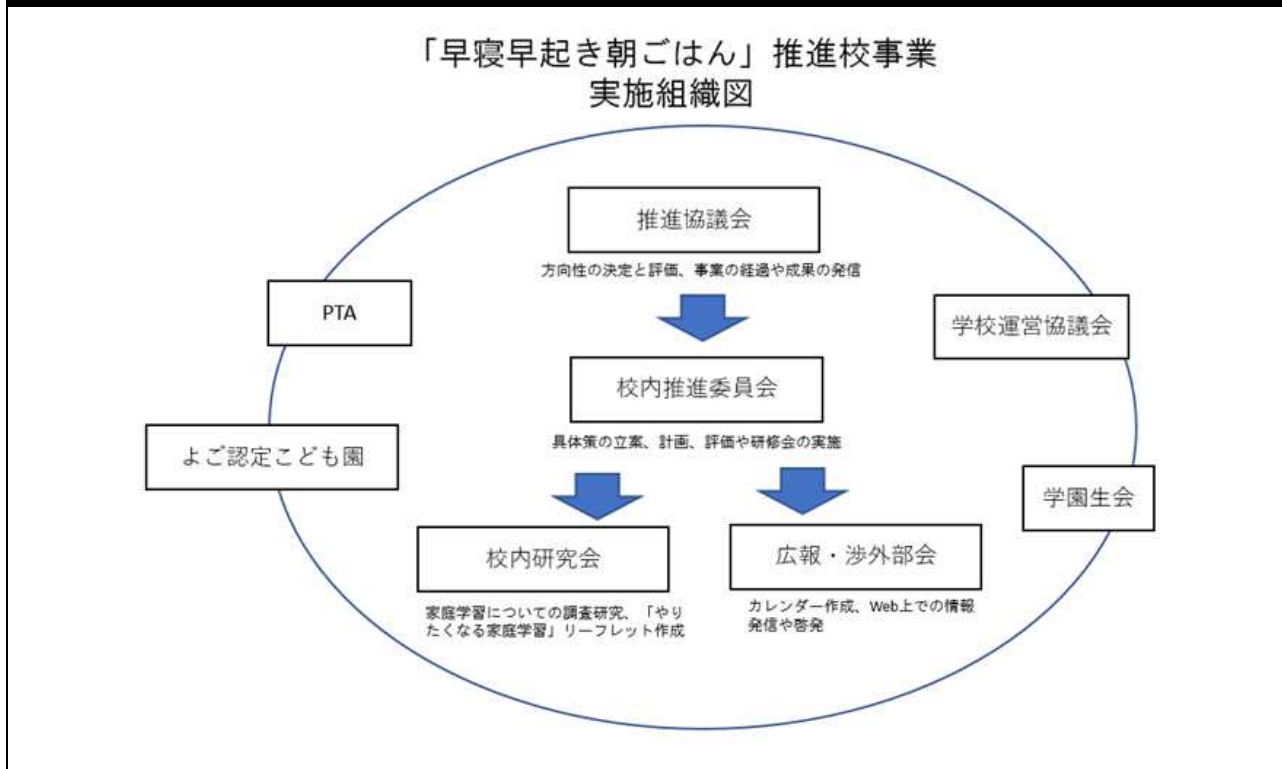 「早寝早起き朝ごはん」推進校事業
実施組織図
推進協議会
方向性の決定と評価、事業の経過や成果の発信
PTA
学校運営協議会
校内推進委員会
具体策の立案、計画、評価や研修会の実施
よご認定こども園
学園生会
校内研究会
家庭学習についての調査研究、「やり
たくなる家庭学習」リーフレット作成
広報・渉外部会
カレンダー作成、Web上での情報
発信や啓発